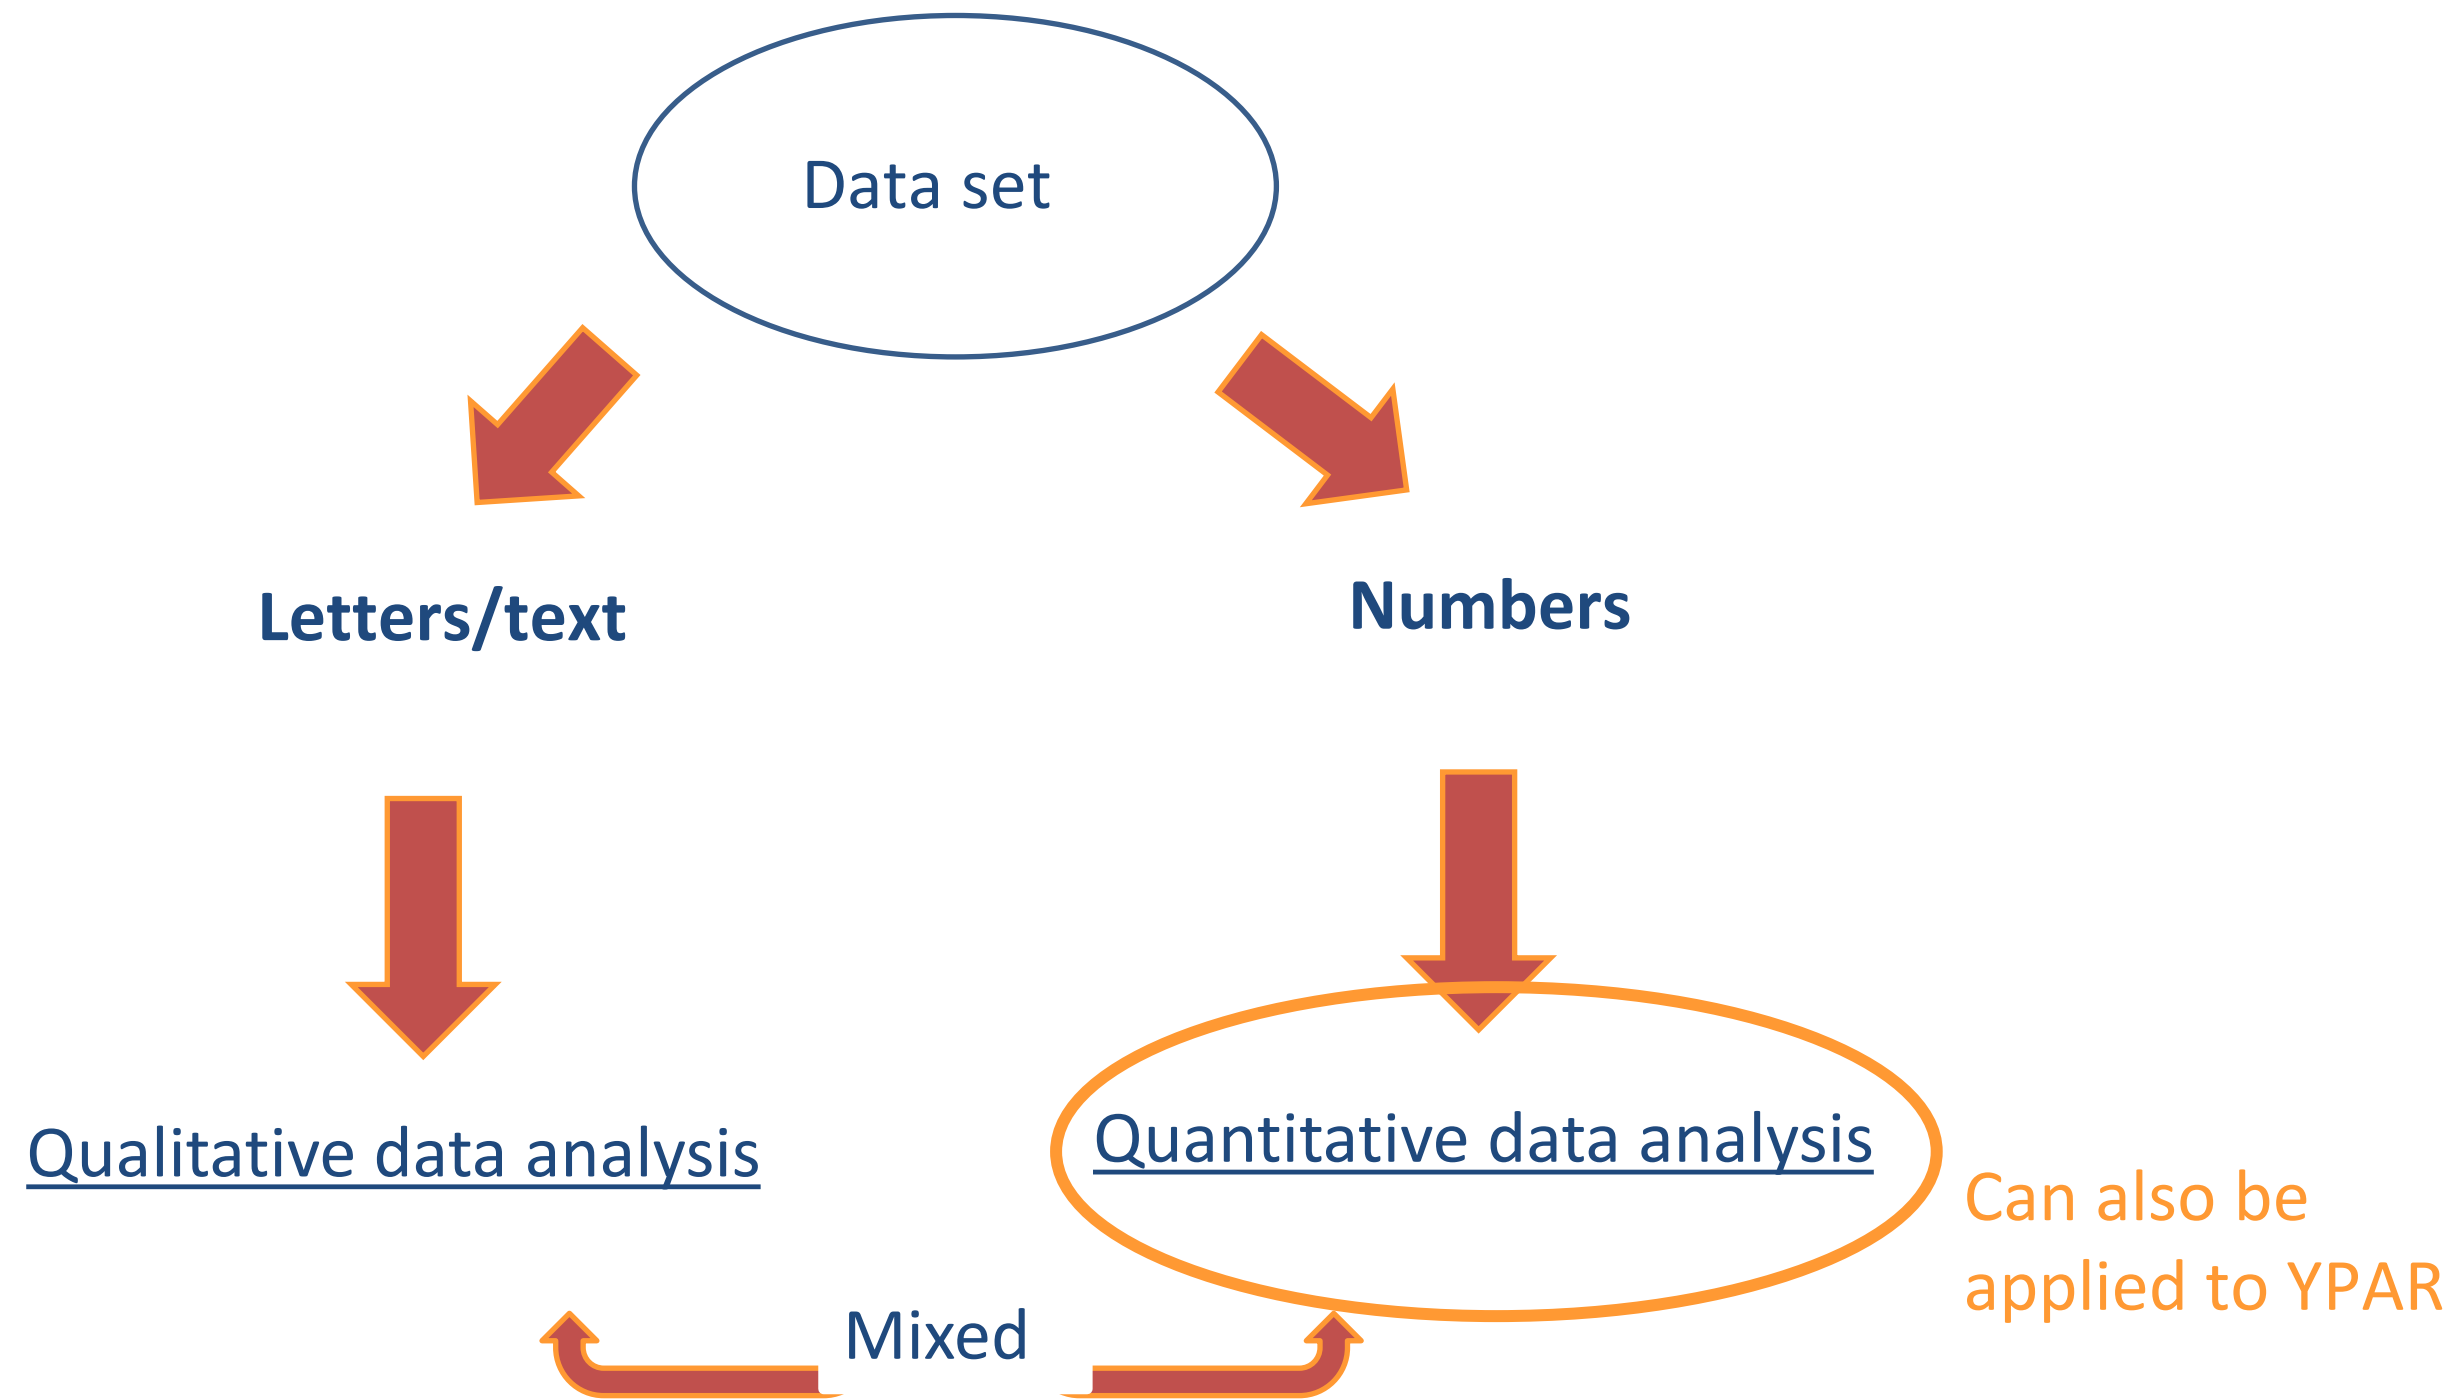 Data set
Letters/text
Numbers
Qualitative data analysis
Quantitative data analysis
Can also be
applied to YPAR
Mixed